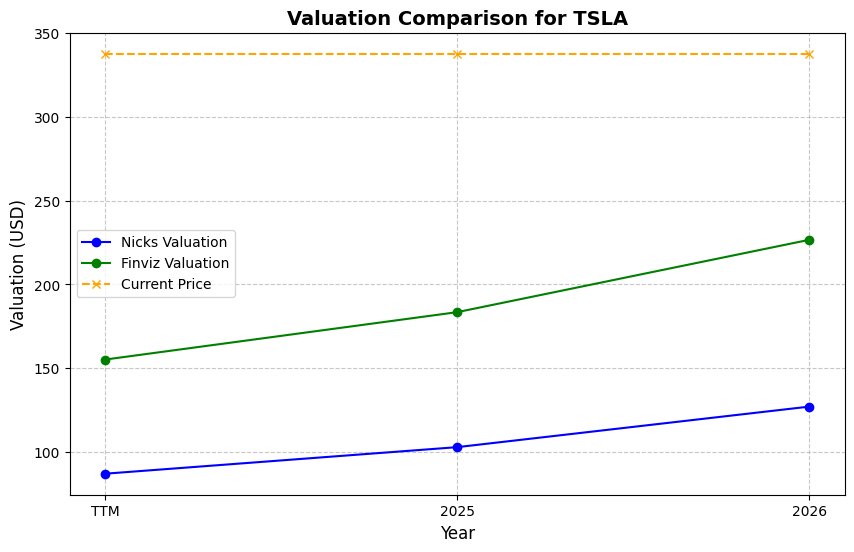 Valuation Comparison for TSLA
Valuation (USD)
350
300
250
200
150
100
Nicks Valuation
Finviz Valuation
Current Price
TTM
2025
2026
Year